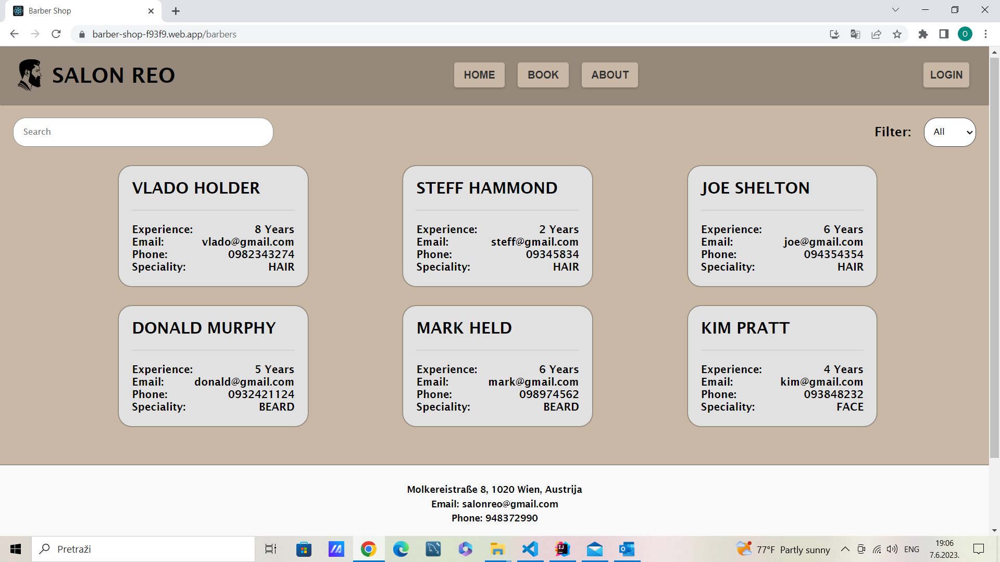 Barber Shop
barber-shop-f93f9.web.app/barbers
O
SALON REO
HOME
BOOK
ABOUT
LOGIN
Search
Filter:
All
VLADO HOLDER
Experience: 8 Years
Email: vlado@gmail.com
Phone: 0982343274
Speciality: HAIR
STEFF HAMMOND
Experience: 2 Years
Email: steff@gmail.com
Phone: 09345834
Speciality: HAIR
JOE SHELTON
Experience: 6 Years
Email: joe@gmail.com
Phone: 094354354
Speciality: HAIR
DONALD MURPHY
Experience: 5 Years
Email: donald@gmail.com
Phone: 0932421124
Speciality: BEARD
MARK HELD
Experience: 6 Years
Email: mark@gmail.com
Phone: 098974562
Speciality: BEARD
KIM PRATT
Experience: 4 Years
Email: kim@gmail.com
Phone: 093848232
Speciality: FACE
Molkereistraße 8, 1020 Wien, Austrija
Email: salonreo@gmail.com
Phone: 948372990
Pretraži
77°F Partly sunny
ENG
19:06
7.6.2023.